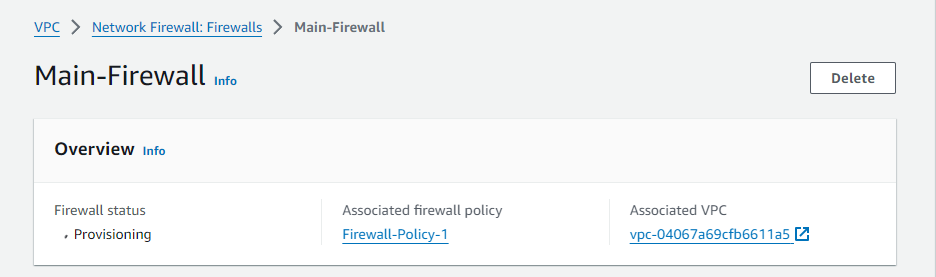 VPC > Network Firewall: Firewalls > Main-Firewall
Main-Firewall Info
Delete
Overview Info
Firewall status
Provisioning
Associated firewall policy
Firewall-Policy-1
Associated VPC
vpc-04067a69cfb6611a5